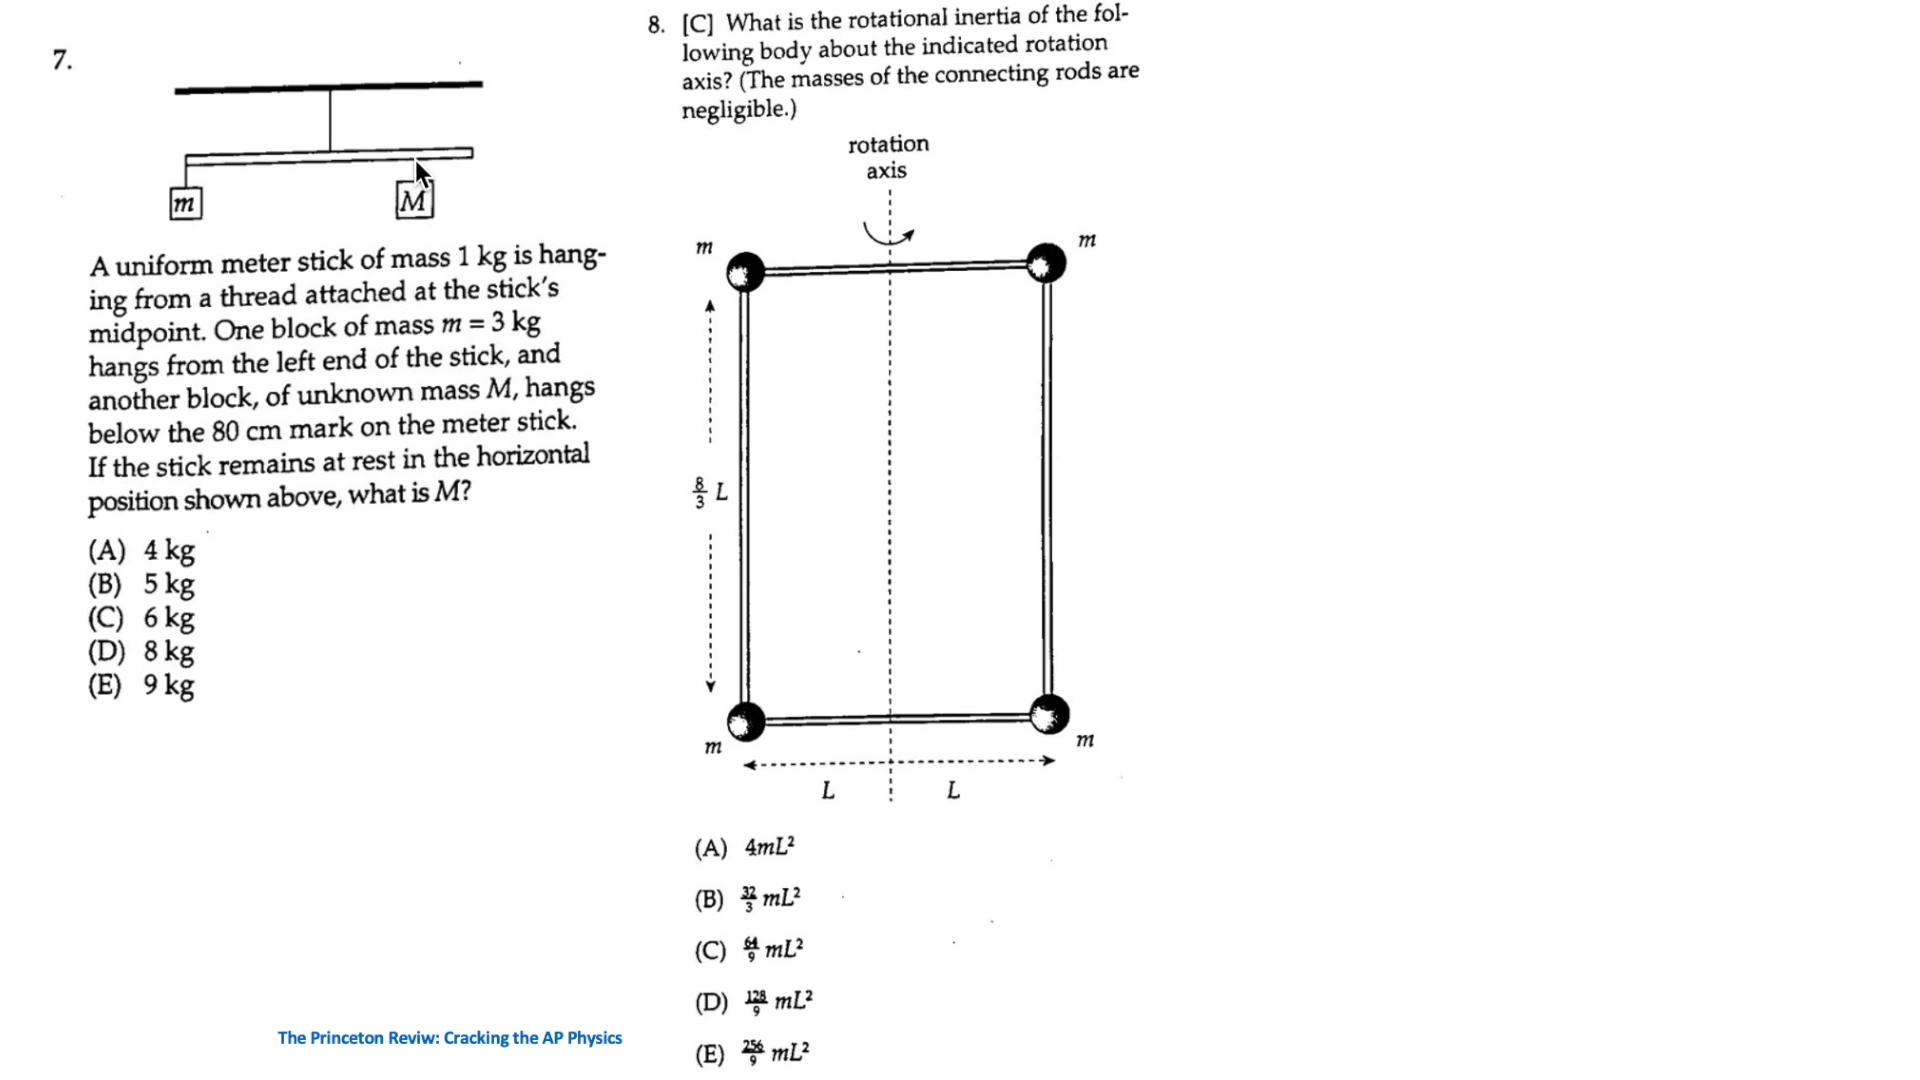 7.
m
M
A uniform meter stick of mass 1 kg is hang-
ing from a thread attached at the stick's
midpoint. One block of mass m = 3 kg
hangs from the left end of the stick, and
another block, of unknown mass M, hangs
below the 80 cm mark on the meter stick.
If the stick remains at rest in the horizontal
position shown above, what is M?
(A) 4 kg
(B) 5 kg
(C) 6 kg
(D) 8 kg
(E) 9 kg
The Princeton Reviw: Cracking the AP Physics
8. [C] What is the rotational inertia of the fol-
lowing body about the indicated rotation
axis? (The masses of the connecting rods are
negligible.)
rotation
axis
m
m
8/3 L
m
m
L
L
(A) 4mL²
(B) 32/3 mL²
(C) 64/9 mL²
(D) 128/9 mL²
(E) 256/9 mL²